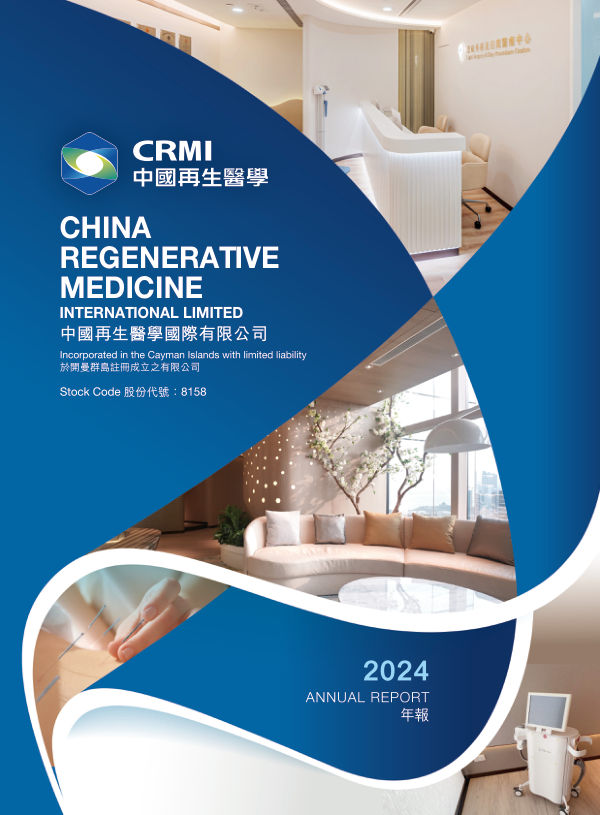 CRMI
中國再生醫學
CHINA
REGENERATIVE
MEDICINE
INTERNATIONAL LIMITED
中國再生醫學國際有限公司
Incorporated in the Cayman Islands with limited liability
於開曼群島註冊成立之有限公司
Stock Code 股份代號：8158
2024
ANNUAL REPORT
年報